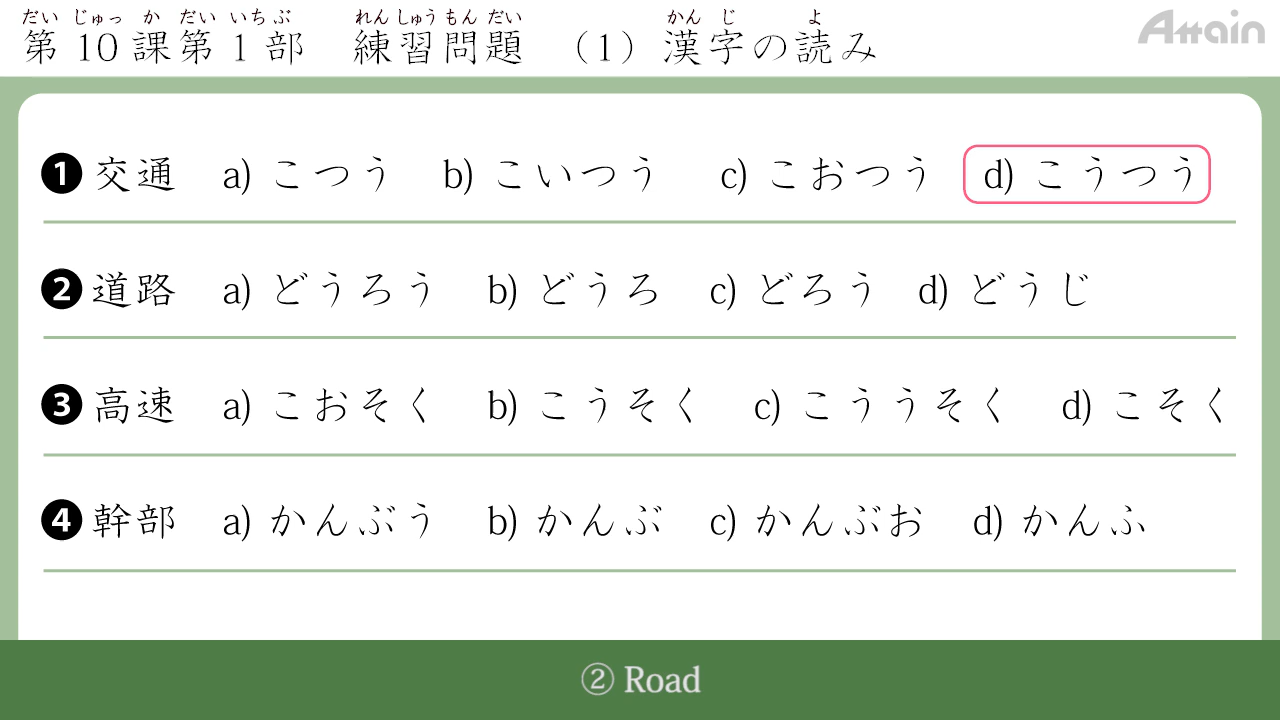 だい じゅっ か だい いち ぶ れん しゅう もん だい かん じ よ
第10課第1部 練習問題 (1) 漢字の読み
Attain
❶ 交通 a) こつう b) こいつう c) こおつう d) こうつう
❷ 道路 a) どうろう b) どうろ c) どろう d) どうじ
❸ 高速 a) こおそく b) こうそく c) こううそく d) こそく
❹ 幹部 a) かんぶう b) かんぶ c) かんぶお d) かんふ
② Road